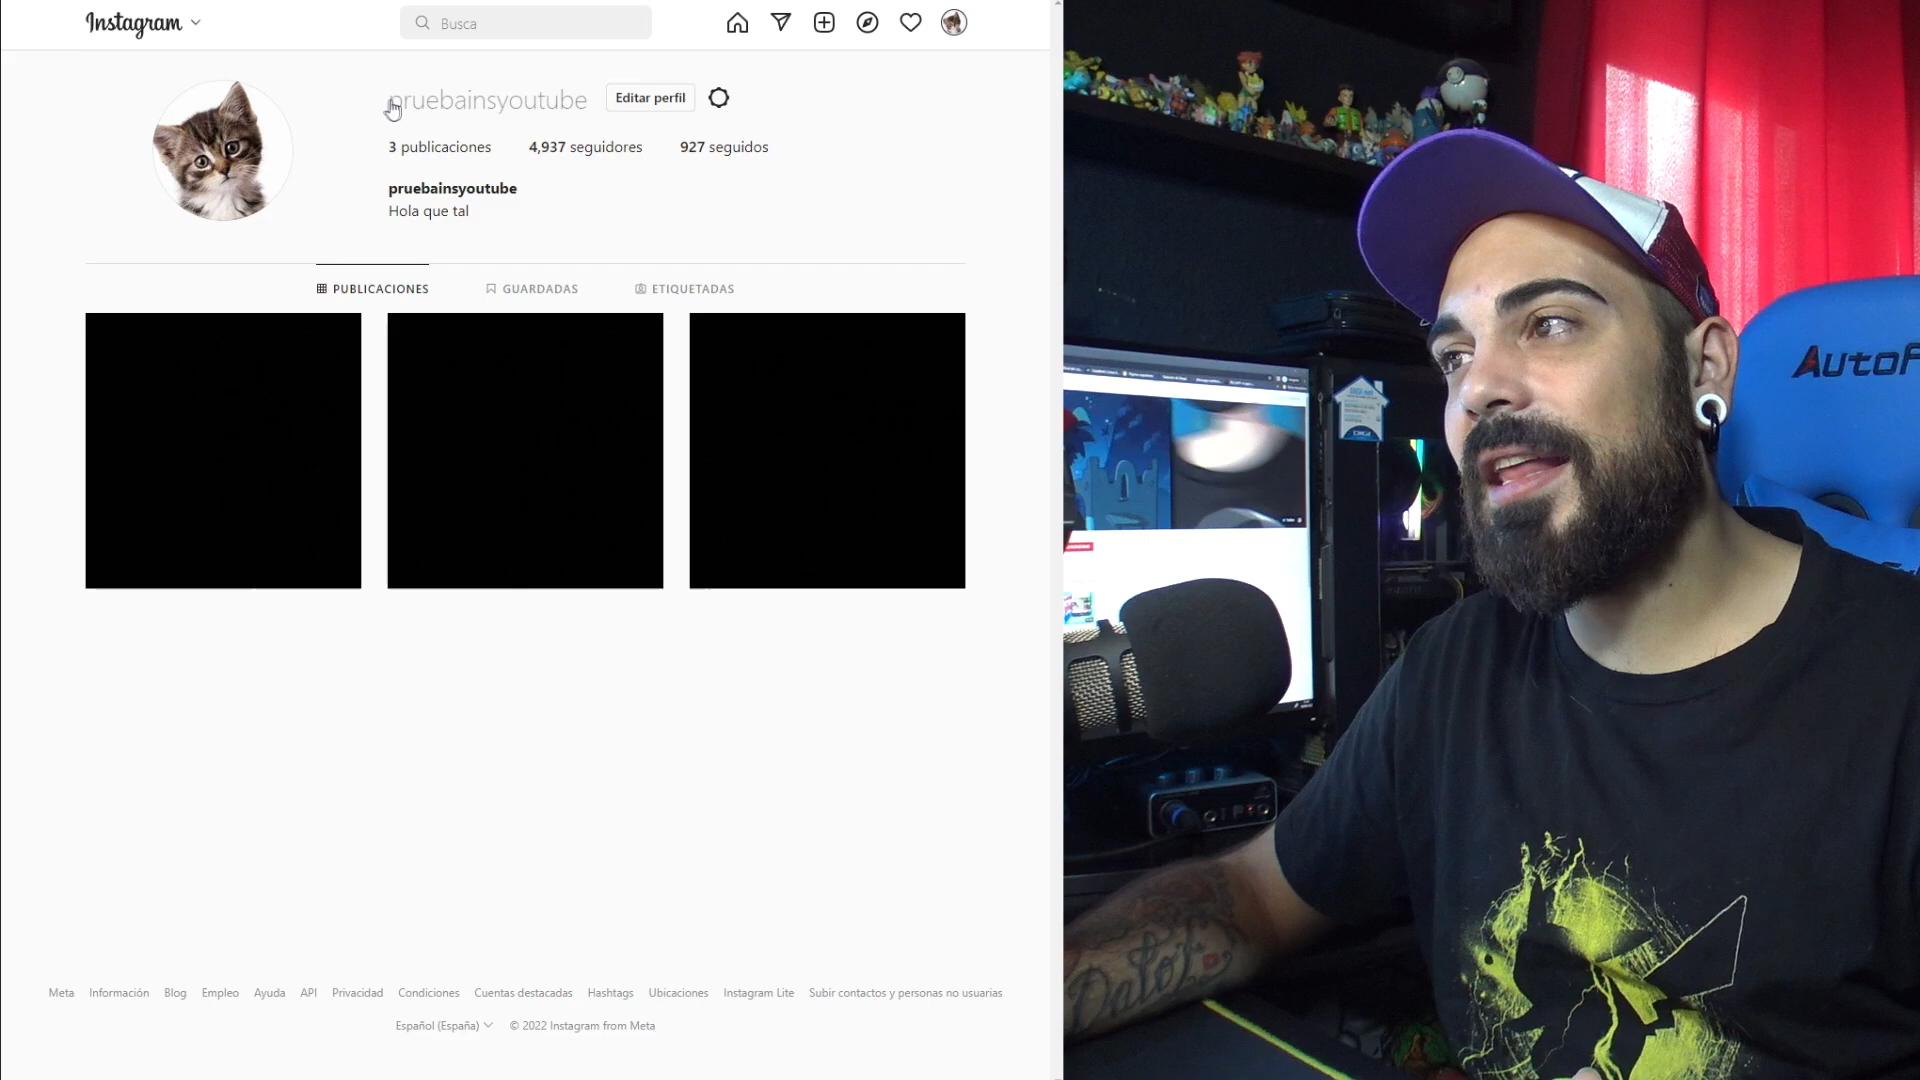 Instagram
Busca
pruebainsyoutube
Editar perfil
3 publicaciones 4,937 seguidores 927 seguidos
pruebainsyoutube
Hola que tal
PUBLICACIONES GUARDADAS ETIQUETADAS
Meta Información Blog Empleo Ayuda API Privacidad Condiciones Cuentas destacadas Hashtags Ubicaciones Instagram Lite Subir contactos y personas no usuarias
Español (España) © 2022 Instagram from Meta
DIGI